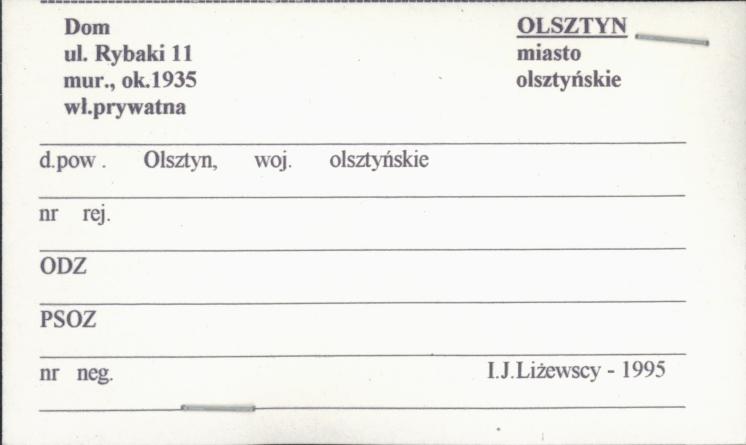 Dom
ul. Rybaki 11
mur., ok.1935
wł.prywatna
OLSZTYN
miasto
olsztyńskie
d.pow . Olsztyn, woj. olsztyńskie
nr rej.
ODZ
PSOZ
nr neg. I.J.Liżewscy - 1995